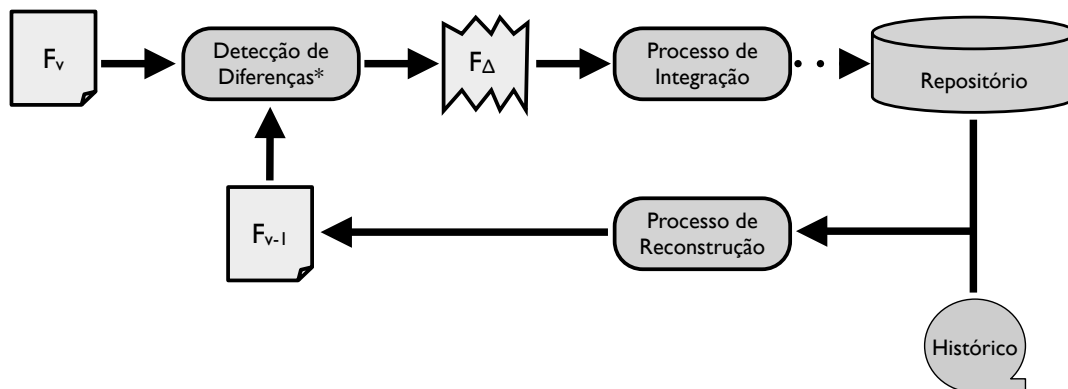 Fv
Detecção de
Diferenças*
FΔ
Processo de
Integração
Repositório
Fv-1
Processo de
Reconstrução
Histórico